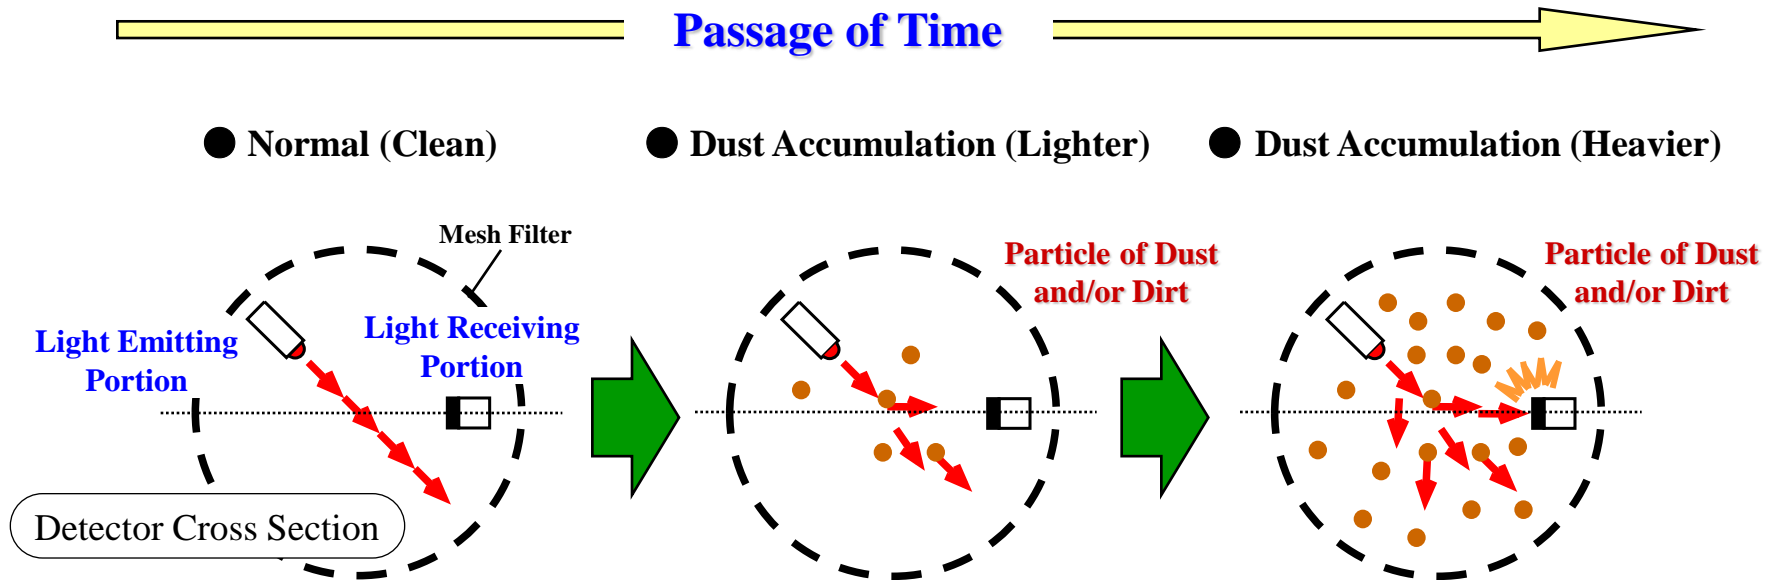 Passage of Time
● Normal (Clean)
● Dust Accumulation (Lighter)
● Dust Accumulation (Heavier)
Mesh Filter
Light Emitting
Portion
Light Receiving
Portion
Particle of Dust
and/or Dirt
Particle of Dust
and/or Dirt
Detector Cross Section